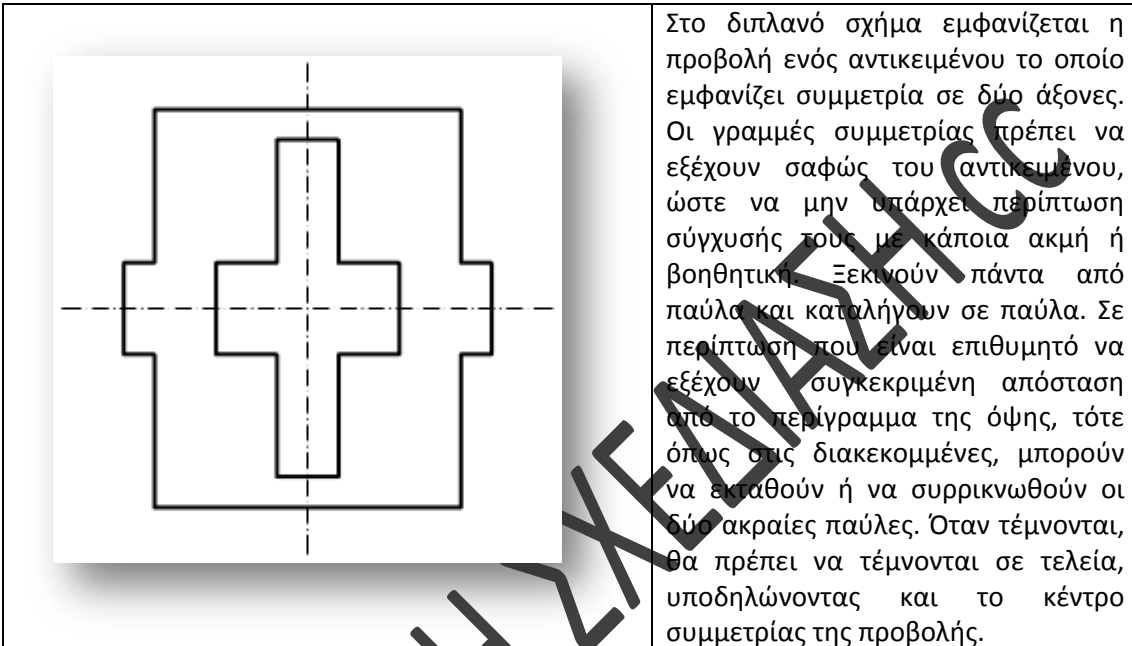 Στο διπλανό σχήμα εμφανίζεται η
προβολή ενός αντικειμένου το οποίο
εμφανίζει συμμετρία σε δύο άξονες.
Οι γραμμές συμμετρίας πρέπει να
εξέχουν σαφώς του αντικειμένου,
ώστε να μην υπάρχει περίπτωση
σύγχυσής τους με κάποια ακμή ή
βοηθητική. Ξεκινούν πάντα από
παύλα και καταλήγουν σε παύλα. Σε
περίπτωση που είναι επιθυμητό να
εξέχουν συγκεκριμένη απόσταση
από το περίγραμμα της όψης, τότε
όπως στις διακεκομμένες, μπορούν
να εκταθούν ή να συρρικνωθούν οι
δύο ακραίες παύλες. Όταν τέμνονται,
θα πρέπει να τέμνονται σε τελεία,
υποδηλώνοντας και το κέντρο
συμμετρίας της προβολής.
Η ΣΧΕΔΙΑΣΗ cc